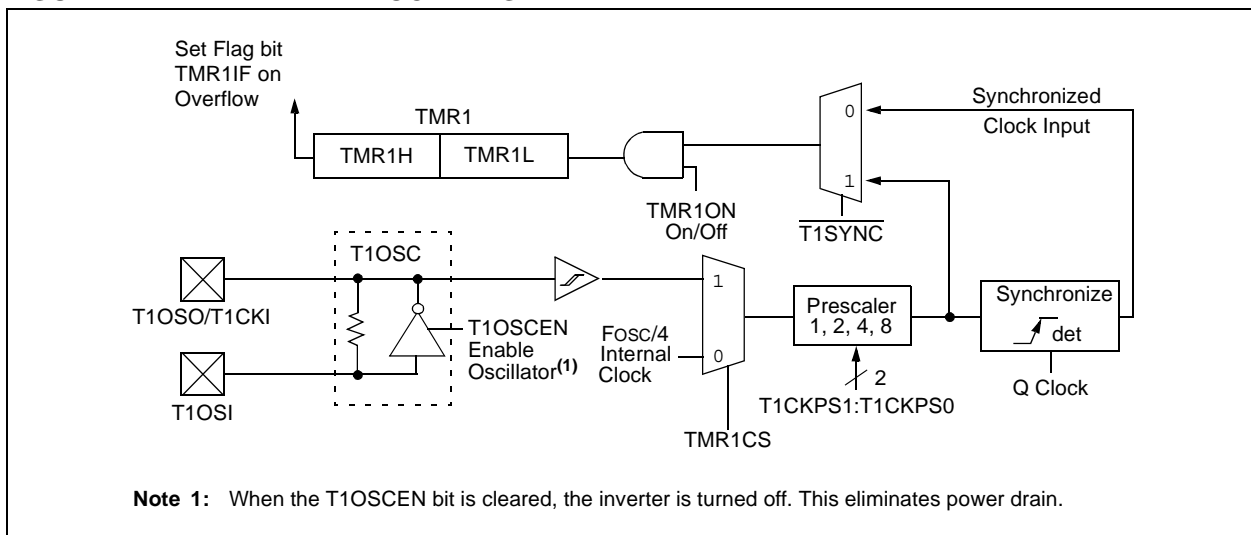 Set Flag bit
TMR1IF on
Overflow
TMR1
TMR1H
TMR1L
TMR1ON
On/Off
0
1
T1SYNC
Synchronized
Clock Input
T1OSC
T1OSO/T1CKI
T1OSI
T1OSCEN
Enable
Oscillator(1)
FOSC/4
Internal
Clock
1
0
TMR1CS
Prescaler
1, 2, 4, 8
2
T1CKPS1:T1CKPS0
Synchronize
det
Q Clock
Note 1: When the T1OSCEN bit is cleared, the inverter is turned off. This eliminates power drain.